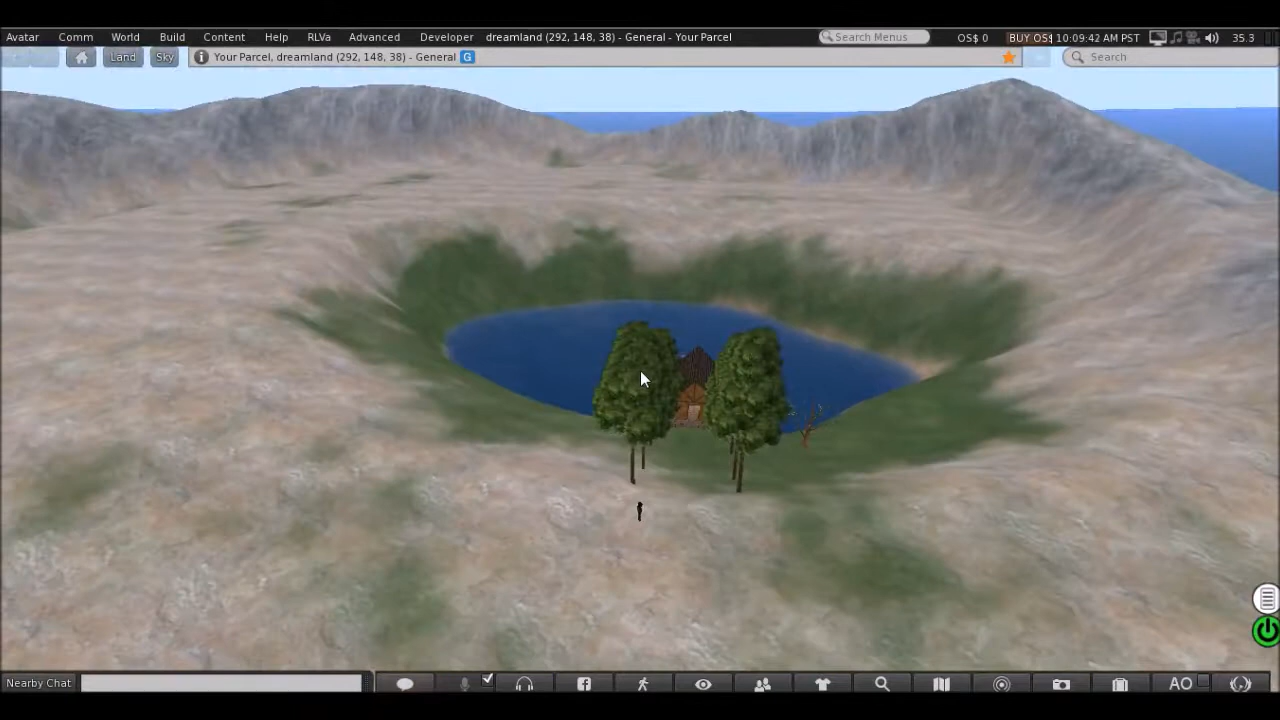 Avatar Comm World Build Content Help RLVa Advanced Developer dreamland (292, 148, 38) - General - Your Parcel Search Menus OS$ 0 BUY OS$ 10:09:42 AM PST 35.3
Land Sky Your Parcel, dreamland (292, 148, 38) - General G Search
Nearby Chat AO